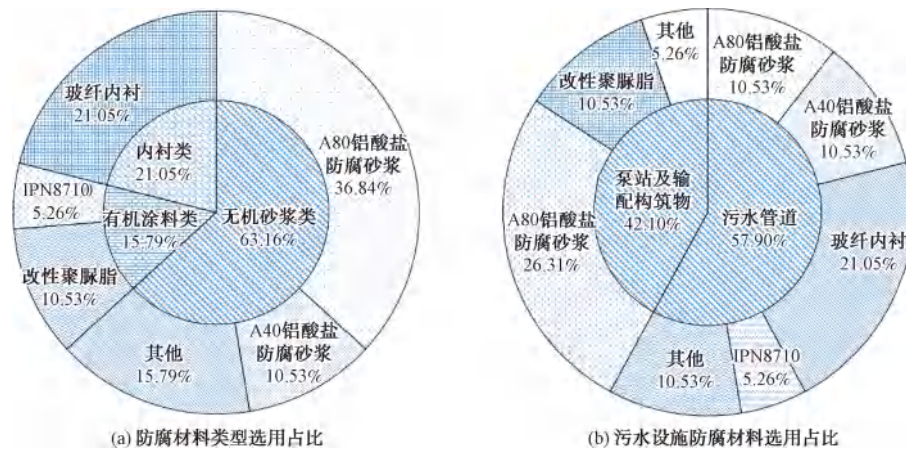 玻纤内衬
21.05%
内衬类
21.05%
IPN8710
5.26%
有机涂料类
15.79%
改性聚脲脂
10.53%
无机砂浆类
63.16%
A80铝酸盐
防腐砂浆
36.84%
A40铝酸盐
防腐砂浆
10.53%
其他
15.79%
(a) 防腐材料类型选用占比
其他
5.26%
A80铝酸盐
防腐砂浆
10.53%
改性聚脲脂
10.53%
A40铝酸盐
防腐砂浆
10.53%
泵站及输
配构筑物
42.10%
污水管道
57.90%
A80铝酸盐
防腐砂浆
26.31%
玻纤内衬
21.05%
其他
10.53%
IPN8710
5.26%
(b) 污水设施防腐材料选用占比